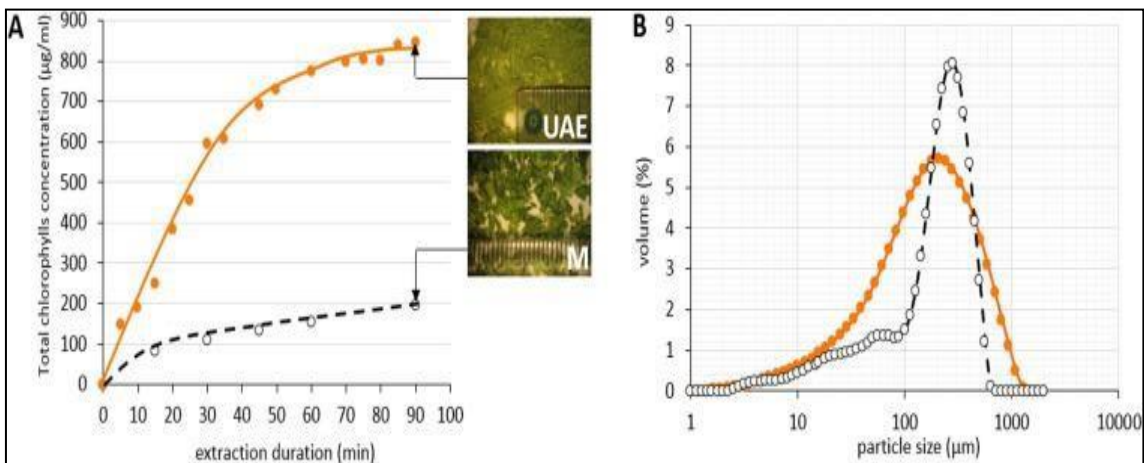 A
Total chlorophylls concentration (µg/ml)
900
800
700
600
500
400
300
200
100
0
0 10 20 30 40 50 60 70 80 90 100
extraction duration (min)
UAE
M
B
volume (%)
9
8
7
6
5
4
3
2
1
0
1 10 100 1000 10000
particle size (µm)